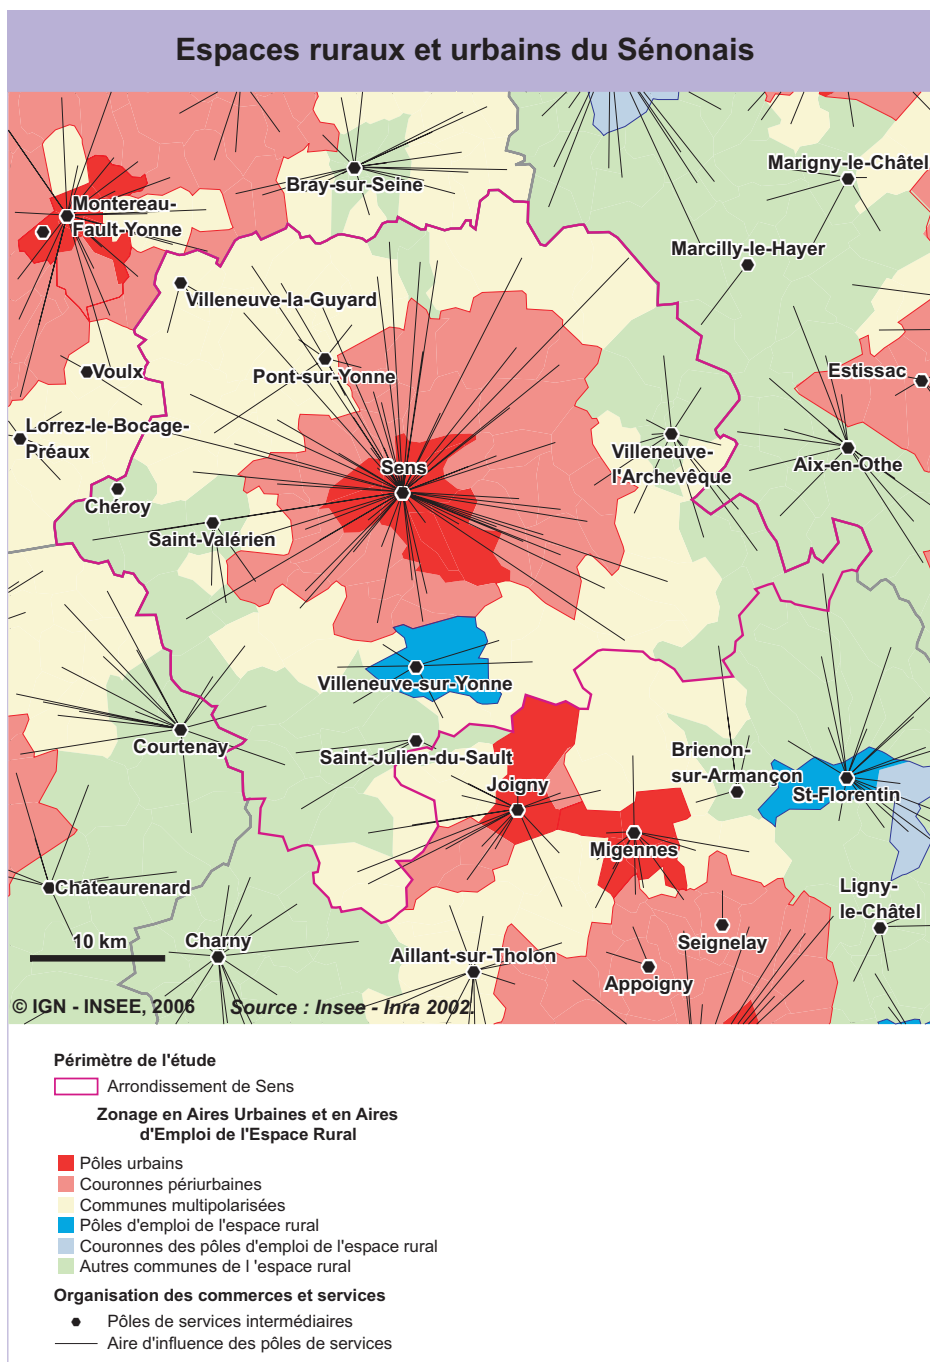 Espaces ruraux et urbains du Sénonais
Marigny-le-Châtel
Bray-sur-Seine
Montereau-
Fault-Yonne
Marcilly-le-Hayer
Villeneuve-la-Guyard
Voulx
Pont-sur-Yonne
Estissac
Lorrez-le-Bocage-
Préaux
Sens
Villeneuve-
l'Archevêque
Aix-en-Othe
Chéroy
Saint-Valérien
Villeneuve-sur-Yonne
Courtenay
Saint-Julien-du-Sault
Brienon-
sur-Armançon
Joigny
St-Florentin
Migennes
Châteaurenard
Ligny-
le-Châtel
10 km
Charny
Aillant-sur-Tholon
Seignelay
Appoigny
© IGN - INSEE, 2006 Source : Insee - Inra 2002.
Périmètre de l'étude
Arrondissement de Sens
Zonage en Aires Urbaines et en Aires
d'Emploi de l'Espace Rural
Pôles urbains
Couronnes périurbaines
Communes multipolarisées
Pôles d'emploi de l'espace rural
Couronnes des pôles d'emploi de l'espace rural
Autres communes de l 'espace rural
Organisation des commerces et services
Pôles de services intermédiaires
Aire d'influence des pôles de services